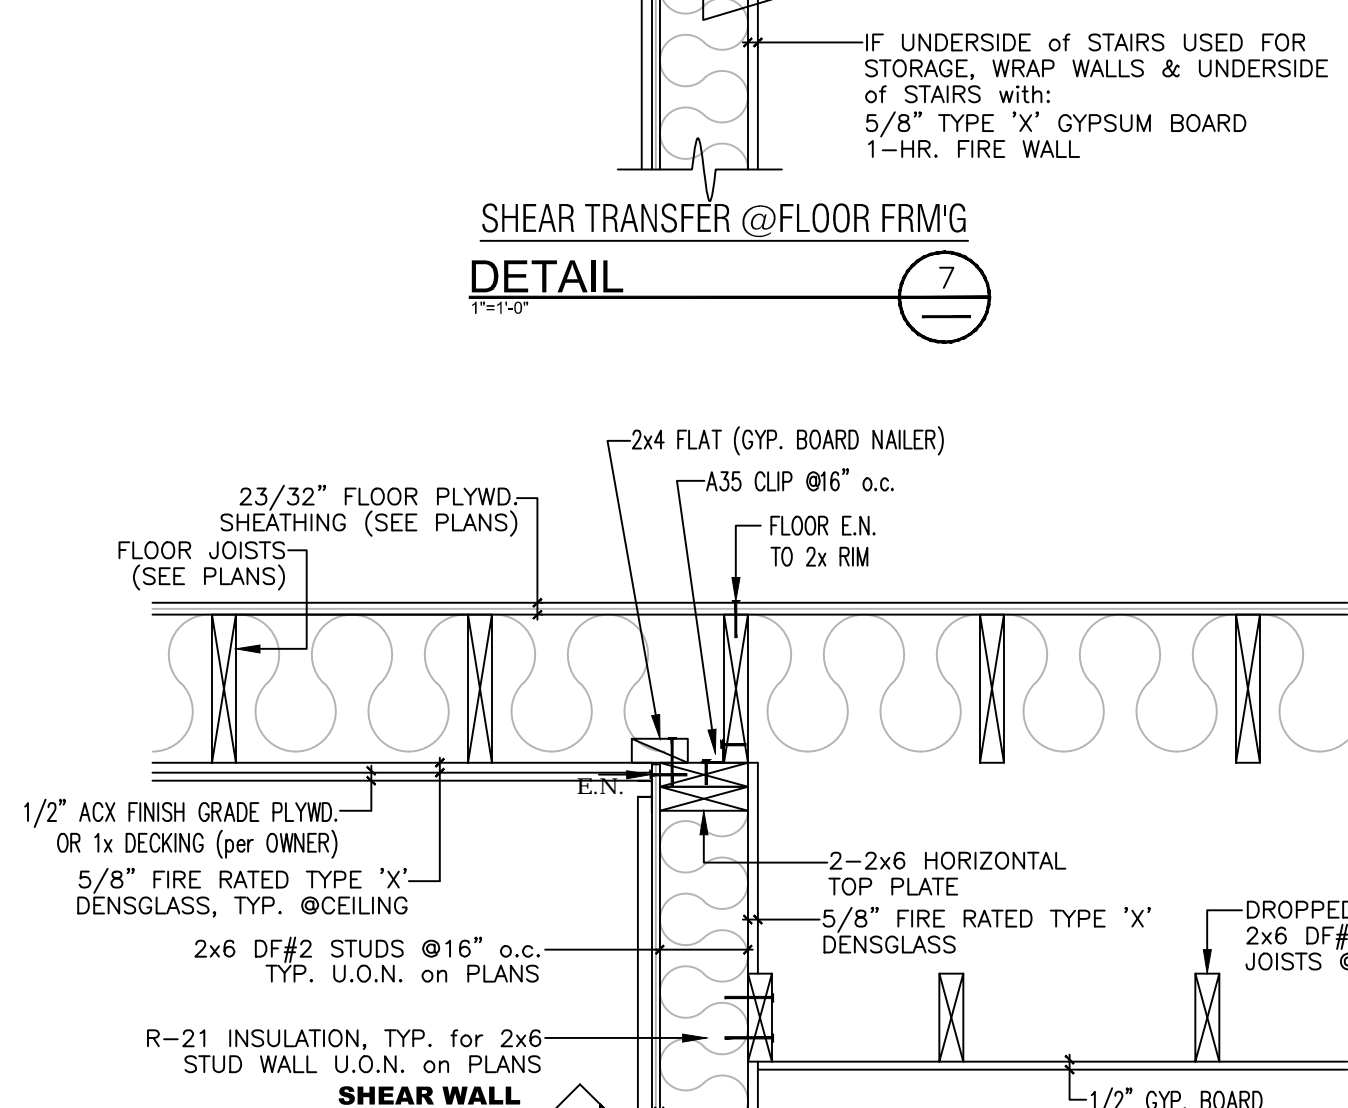 IF UNDERSIDE of STAIRS USED FOR
STORAGE, WRAP WALLS & UNDERSIDE
of STAIRS with:
5/8" TYPE 'X' GYPSUM BOARD
1-HR. FIRE WALL
SHEAR TRANSFER @FLOOR FRM'G
DETAIL
1"=1'-0"
7
2x4 FLAT (GYP. BOARD NAILER)
A35 CLIP @16" o.c.
23/32" FLOOR PLYWD.
SHEATHING (SEE PLANS)
FLOOR E.N.
TO 2x RIM
FLOOR JOISTS
(SEE PLANS)
E.N.
1/2" ACX FINISH GRADE PLYWD.
OR 1x DECKING (per OWNER)
5/8" FIRE RATED TYPE 'X'
DENSGLASS, TYP. @CEILING
2-2x6 HORIZONTAL
TOP PLATE
5/8" FIRE RATED TYPE 'X'
DENSGLASS
DROPPED
2x6 DF#
JOISTS @
2x6 DF#2 STUDS @16" o.c.
TYP. U.O.N. on PLANS
R-21 INSULATION, TYP. for 2x6
STUD WALL U.O.N. on PLANS
SHEAR WALL
1/2" GYP. BOARD